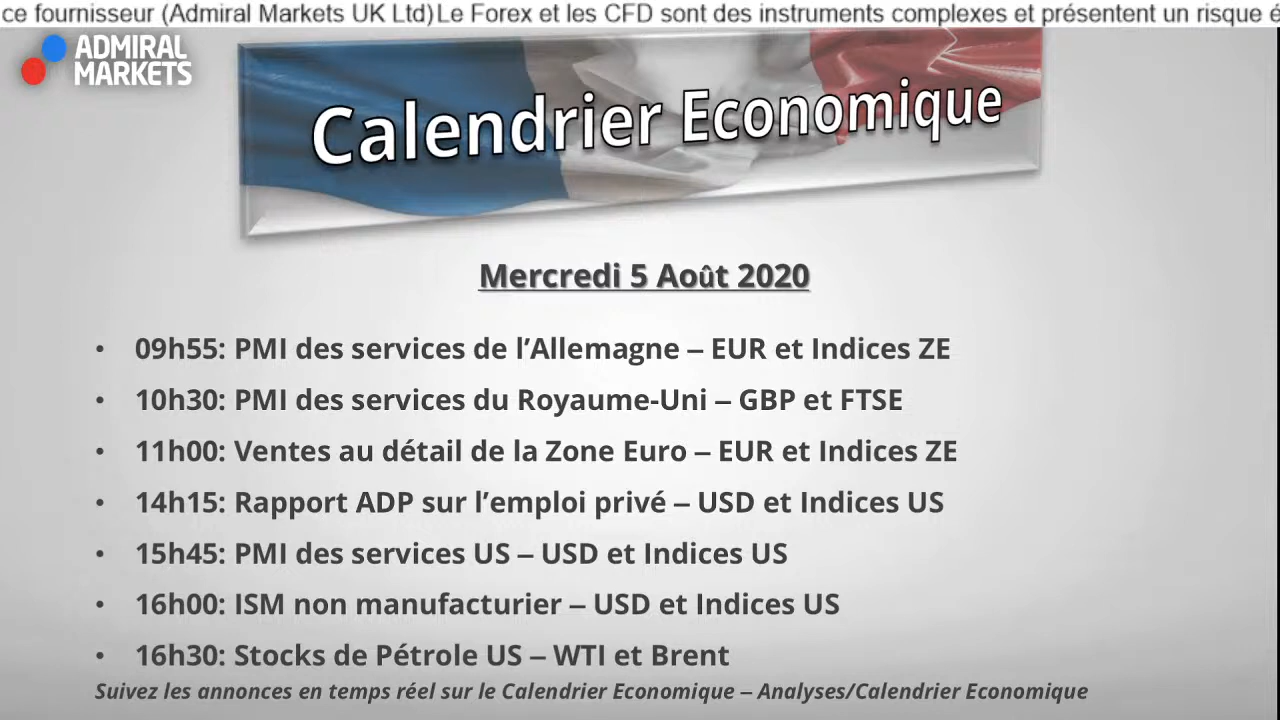 ce fournisseur (Admiral Markets UK Ltd)Le Forex et les CFD sont des instruments complexes et présentent un risque é
ADMIRAL
MARKETS
Calendrier Economique
Mercredi 5 Août 2020
• 09h55: PMI des services de l’Allemagne – EUR et Indices ZE
• 10h30: PMI des services du Royaume-Uni – GBP et FTSE
• 11h00: Ventes au détail de la Zone Euro – EUR et Indices ZE
• 14h15: Rapport ADP sur l’emploi privé – USD et Indices US
• 15h45: PMI des services US – USD et Indices US
• 16h00: ISM non manufacturier – USD et Indices US
• 16h30: Stocks de Pétrole US – WTI et Brent
Suivez les annonces en temps réel sur le Calendrier Economique – Analyses/Calendrier Economique